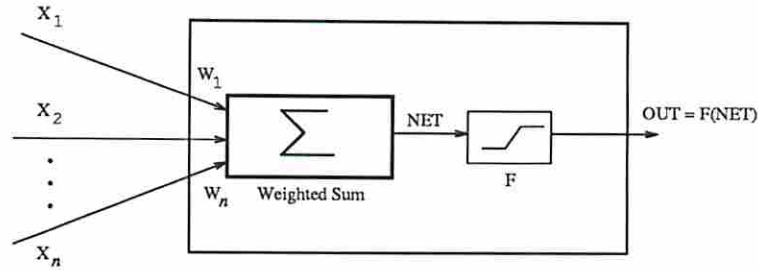 X1
W1
X2
NET
OUT = F(NET)
Σ
F
Wn
Weighted Sum
Xn